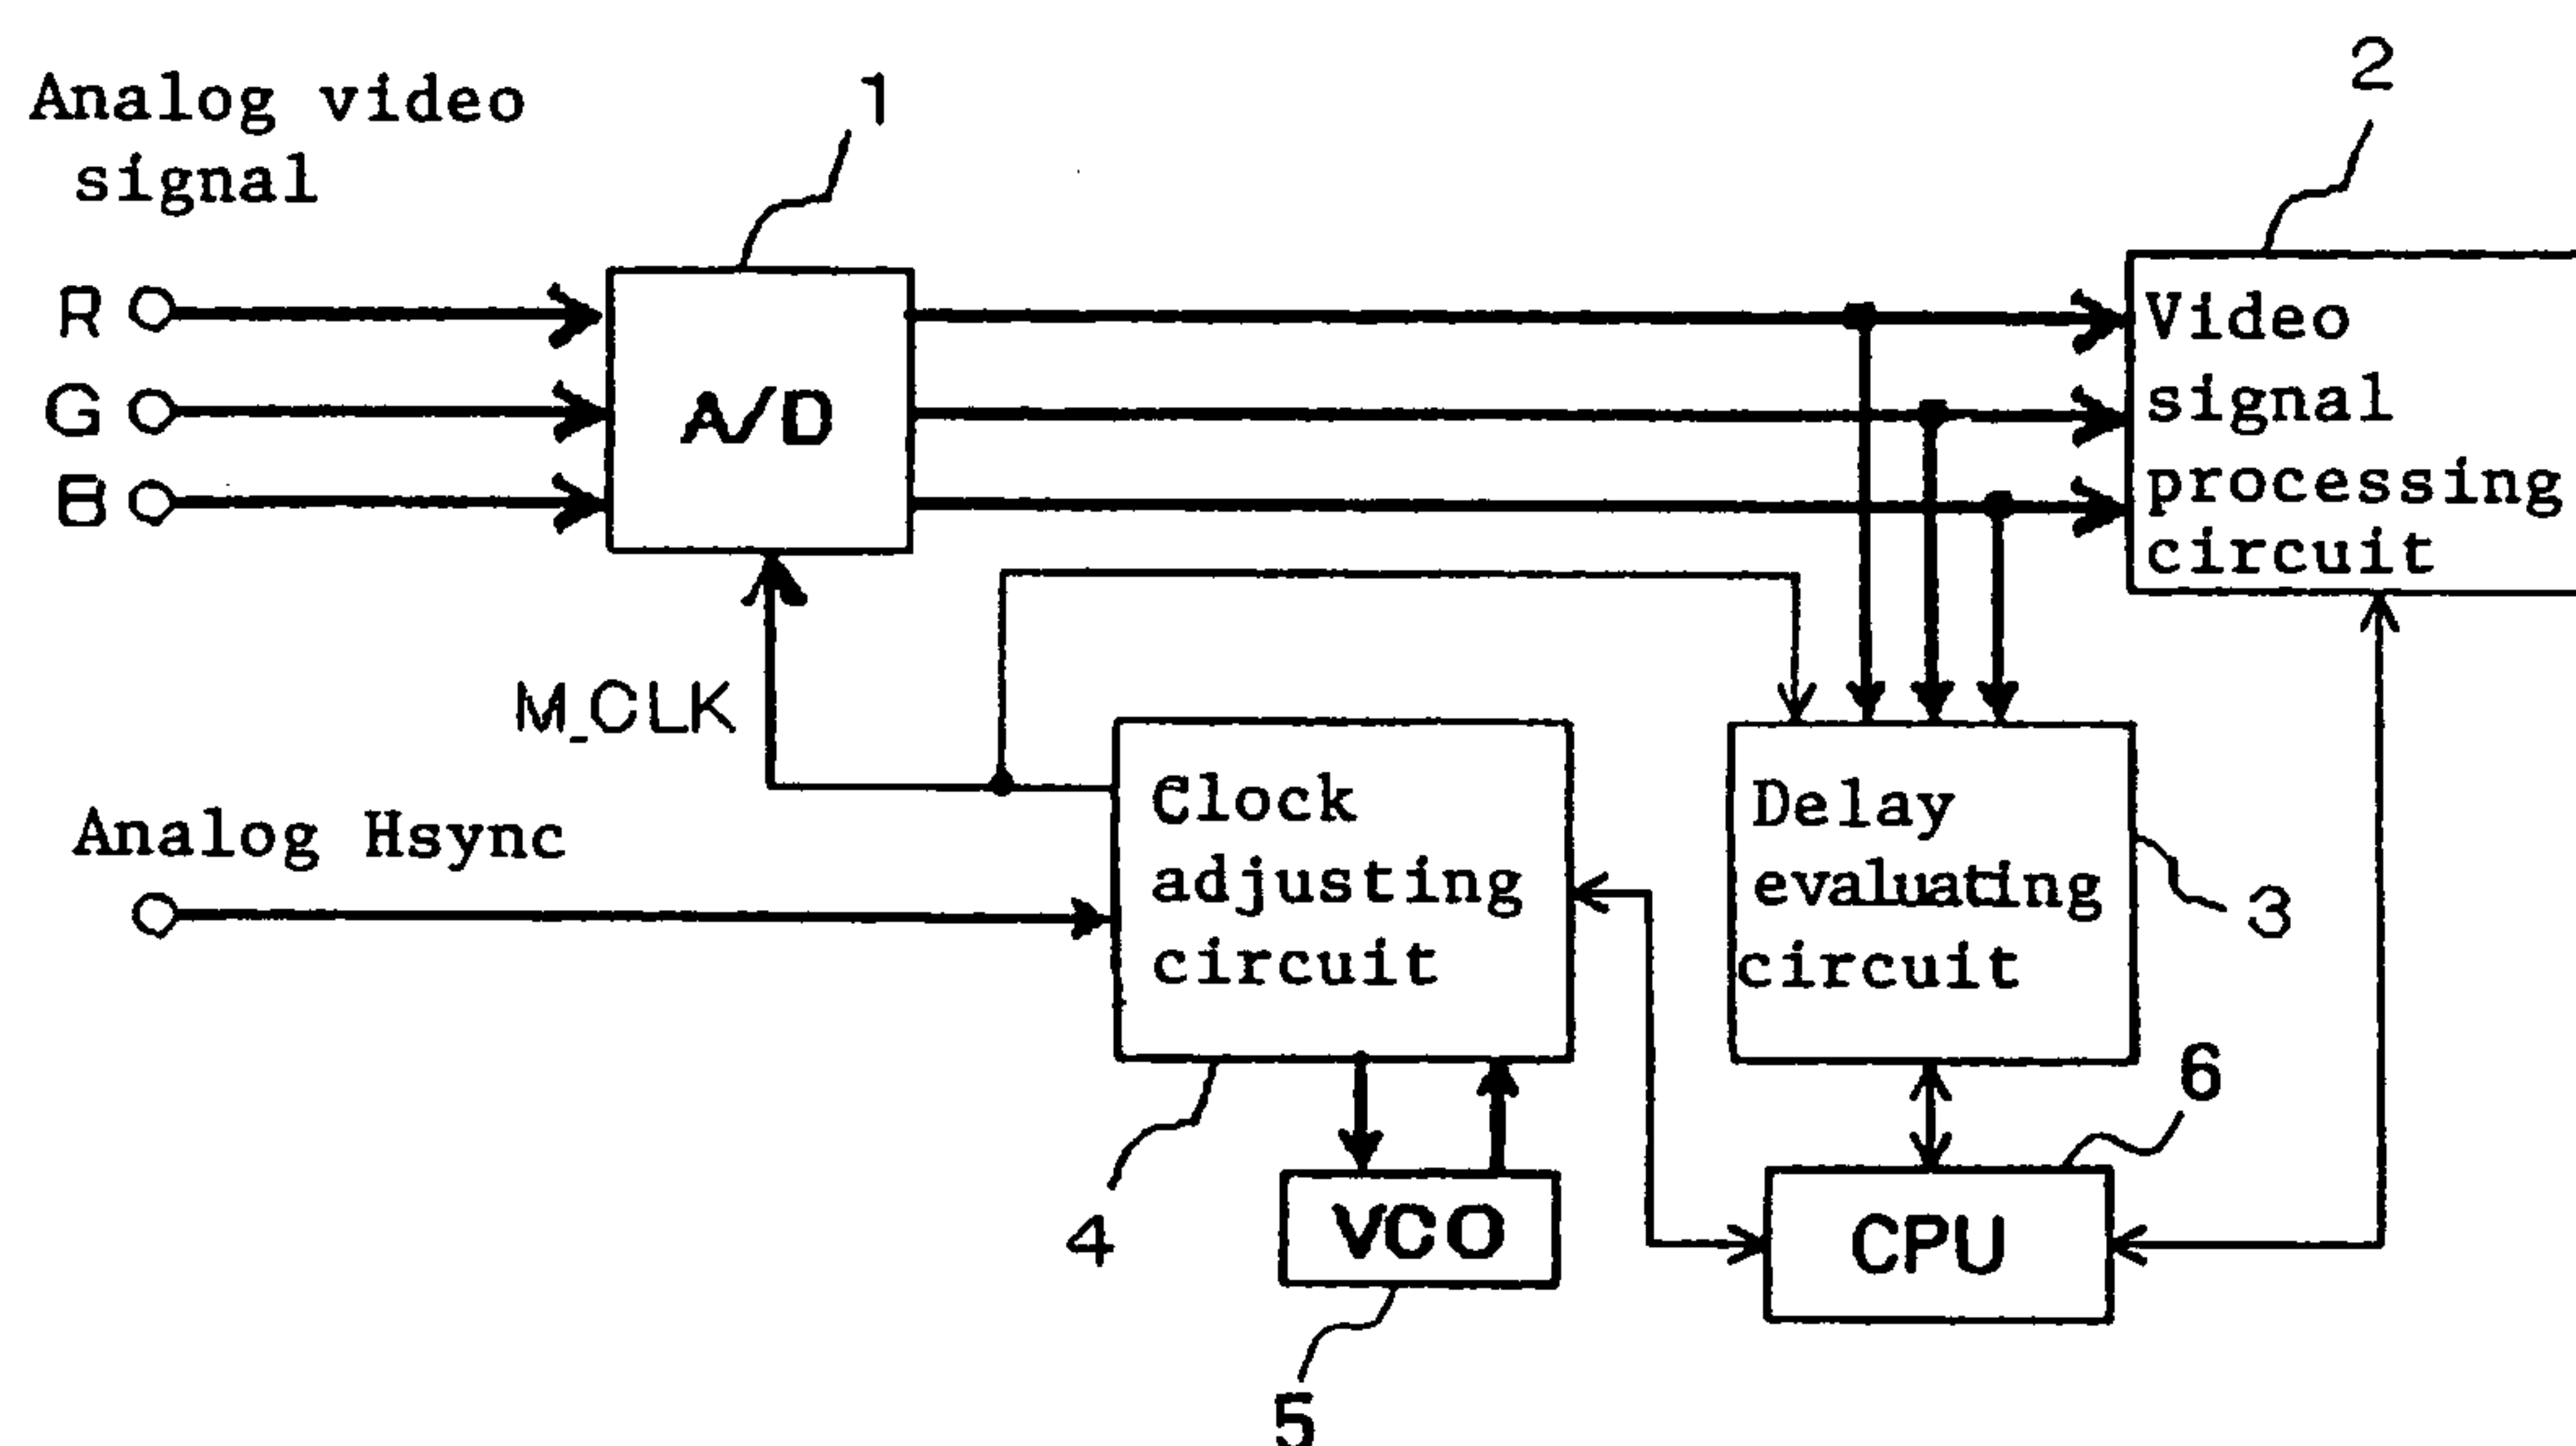 Analog video
signal
1
2
R
G
B
A/D
Video
signal
processing
circuit
M_CLK
Analog Hsync
Clock
adjusting
circuit
Delay
evaluating
circuit
3
4
VCO
5
6
CPU